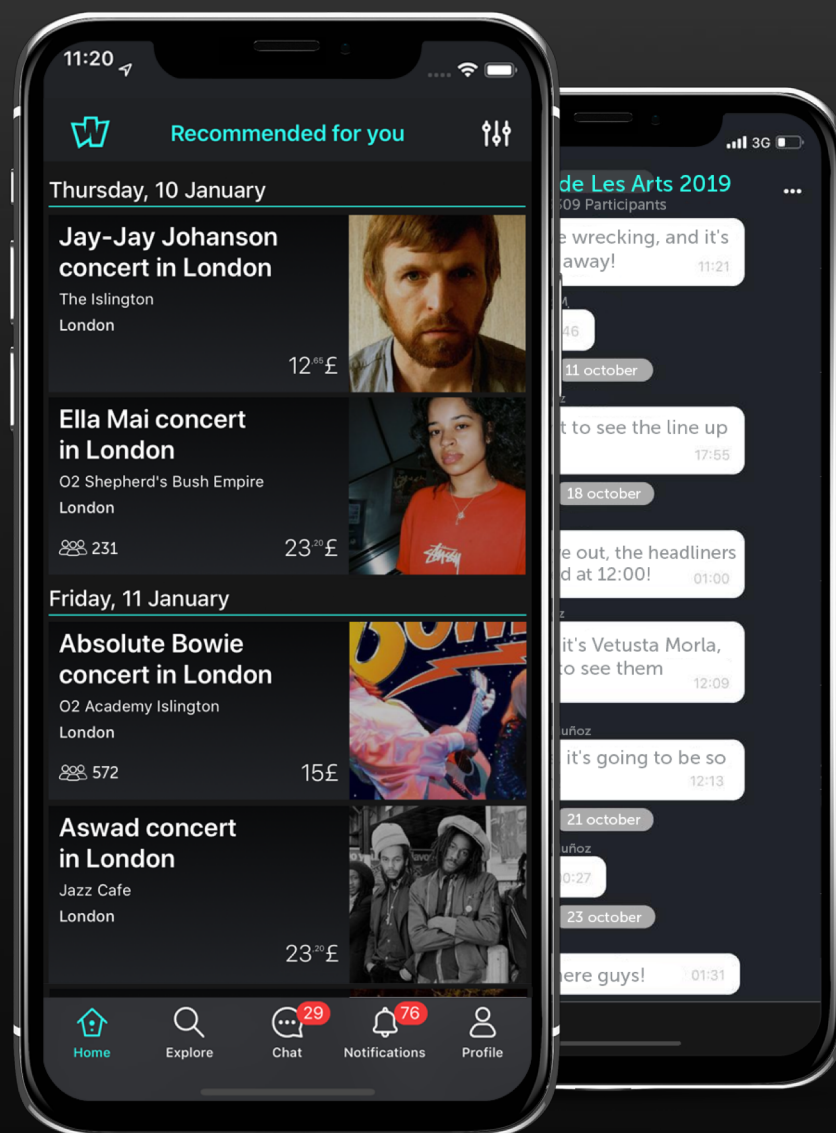 11:20
W
Recommended for you
Thursday, 10 January
Jay-Jay Johanson
concert in London
The Islington
London
12.65£
Ella Mai concert
in London
O2 Shepherd's Bush Empire
London
231
23.20£
Stüssy
Friday, 11 January
Absolute Bowie
concert in London
O2 Academy Islington
London
572
15£
BOWIE
Aswad concert
in London
Jazz Cafe
London
23.20£
29
76
Home
Explore
Chat
Notifications
Profile
3G
de Les Arts 2019
509 Participants
e wrecking, and it's
away!
11:21
M.
46
11 october
z
t to see the line up
17:55
18 october
e out, the headliners
d at 12:00!
01:00
z
it's Vetusta Morla,
to see them
12:09
uñoz
it's going to be so
12:13
21 october
uñoz
0:27
23 october
here guys!
01:31